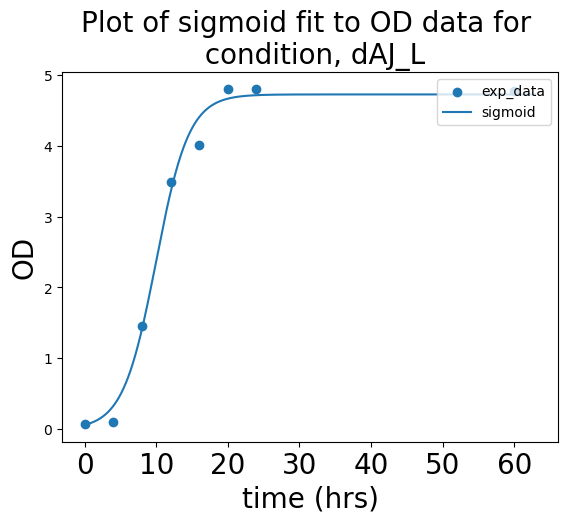 Plot of sigmoid fit to OD data for
condition, dAJ_L
5
4
3
2
1
0
OD
exp_data
sigmoid
0 10 20 30 40 50 60
time (hrs)